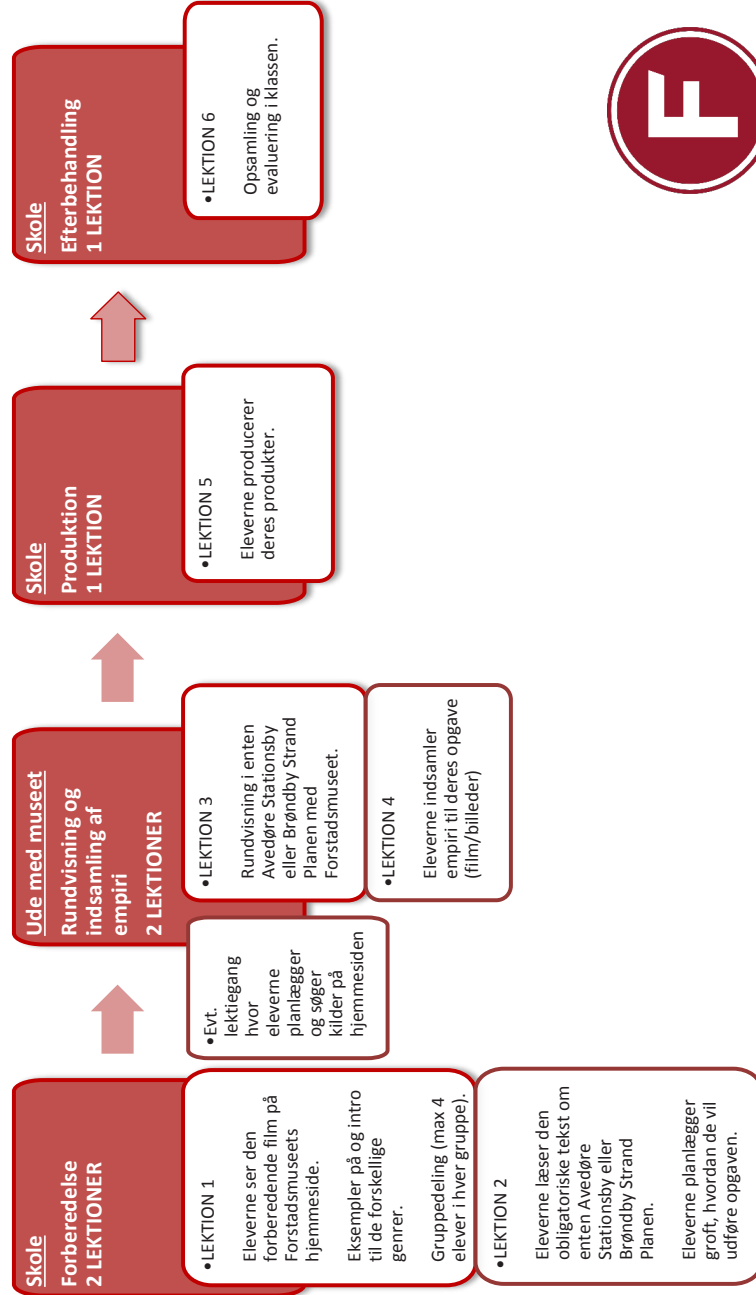 Skole
Forberedelse
2 LEKTIONER
•LEKTION 1
Eleverne ser den
forberedende film på
Forstadsmuseets
hjemmeside.
Eksempler på og intro
til de forskellige
genrer.
Gruppedeling (max 4
elever i hver gruppe).
•LEKTION 2
Eleverne læser den
obligatoriske tekst om
enten Avedøre
Stationsby eller
Brøndby Strand
Planen.
Eleverne planlægger
groft, hvordan de vil
udføre opgaven.
•Evt.
lektiegang
hvor
eleverne
planlægger
og søger
kilder på
hjemmesiden
Ude med museet
Rundvisning og
indsamling af
empiri
2 LEKTIONER
•LEKTION 3
Rundvisning i enten
Avedøre Stationsby
eller Brøndby Strand
Planen med
Forstadsmuseet.
•LEKTION 4
Eleverne indsamler
empiri til deres opgave
(film/billeder)
Skole
Produktion
1 LEKTION
•LEKTION 5
Eleverne producerer
deres produkter.
Skole
Efterbehandling
1 LEKTION
•LEKTION 6
Opsamling og
evaluering i klassen.
F